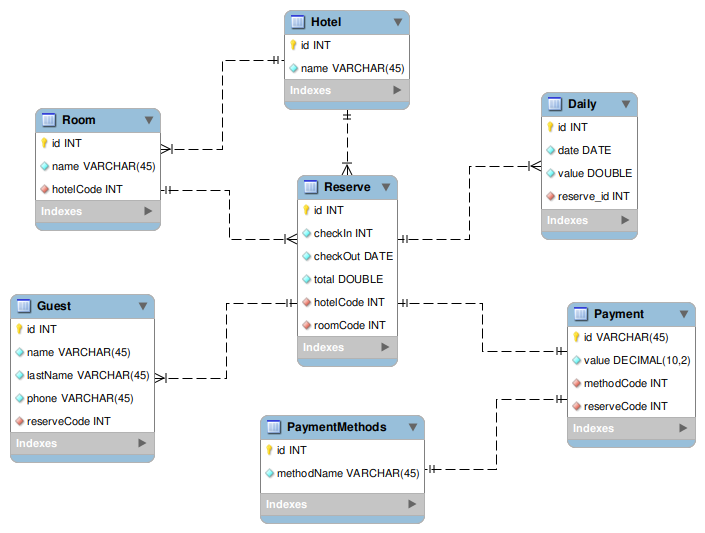 Hotel
id INT
name VARCHAR(45)
Indexes
Room
id INT
name VARCHAR(45)
hotelCode INT
Indexes
Daily
id INT
date DATE
value DOUBLE
reserve_id INT
Indexes
Reserve
id INT
checkIn INT
checkOut DATE
total DOUBLE
hotelCode INT
roomCode INT
Indexes
Guest
id INT
name VARCHAR(45)
lastName VARCHAR(45)
phone VARCHAR(45)
reserveCode INT
Indexes
Payment
id VARCHAR(45)
value DECIMAL(10,2)
methodCode INT
reserveCode INT
Indexes
PaymentMethods
id INT
methodName VARCHAR(45)
Indexes